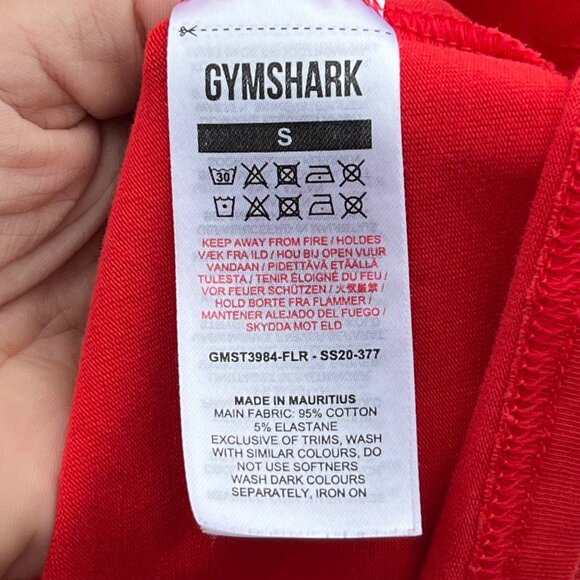 GYMSHARK
S
30
KEEP AWAY FROM FIRE / HOLDES
VÆK FRA ILD / HOU BIJ OPEN VUUR
VANDAAN / PIDETTÄVÄ ETÄÄLLÄ
TULESTA / TENIR ÉLOIGNÉ DU FEU /
VOR FEUER SCHÜTZEN / 火気厳禁 /
HOLD BORTE FRA FLAMMER /
MANTENER ALEJADO DEL FUEGO /
SKYDDA MOT ELD
GMST3984-FLR - SS20-377
MADE IN MAURITIUS
MAIN FABRIC: 95% COTTON
5% ELASTANE
EXCLUSIVE OF TRIMS, WASH
WITH SIMILAR COLOURS, DO
NOT USE SOFTNERS
WASH DARK COLOURS
SEPARATELY, IRON ON